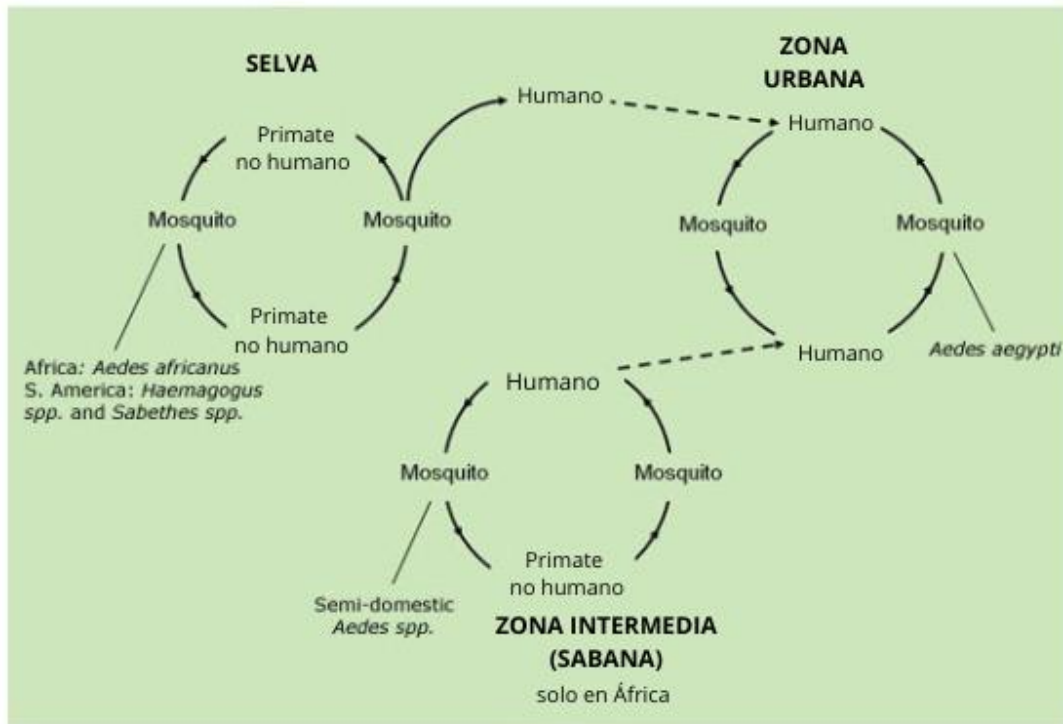 SELVA
Primate
no humano
Mosquito
Mosquito
Primate
no humano
Africa: Aedes africanus
S. America: Haemagogus
spp. and Sabethes spp.
Humano
ZONA
URBANA
Humano
Mosquito
Mosquito
Humano
Aedes aegypti
Humano
Mosquito
Mosquito
Primate
no humano
Semi-domestic
Aedes spp.
ZONA INTERMEDIA
(SABANA)
solo en África